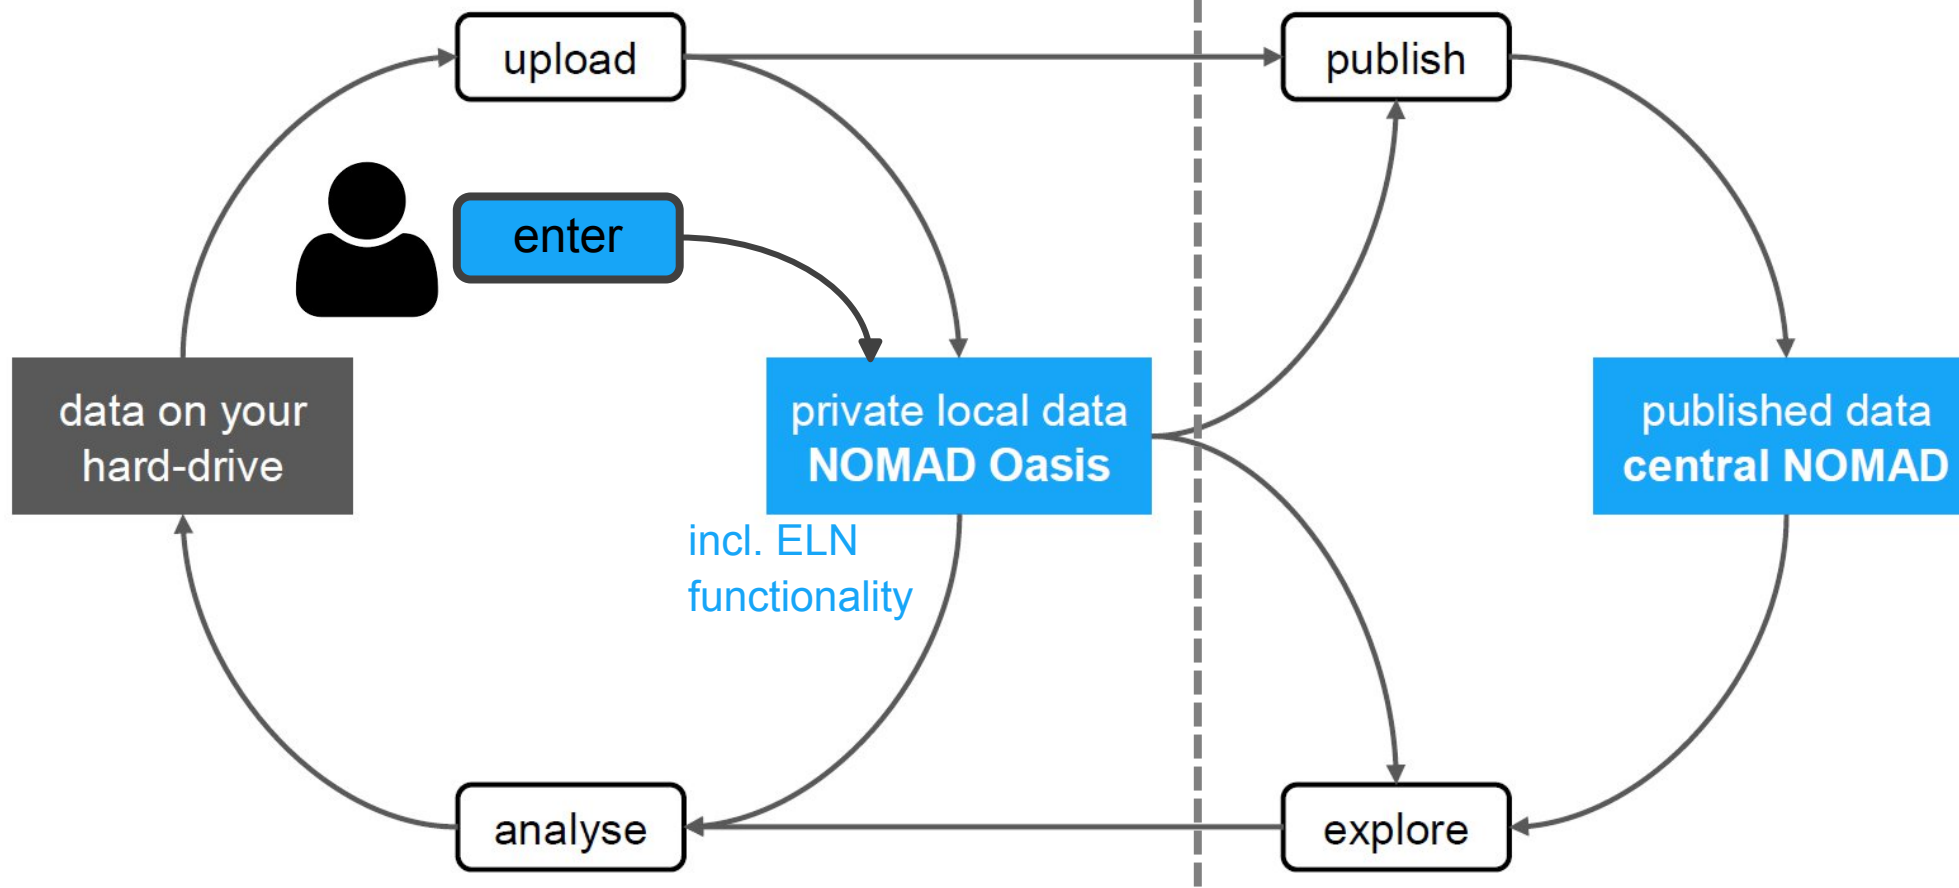 upload
publish
enter
data on your
hard-drive
private local data
NOMAD Oasis
published data
central NOMAD
incl. ELN
functionality
analyse
explore